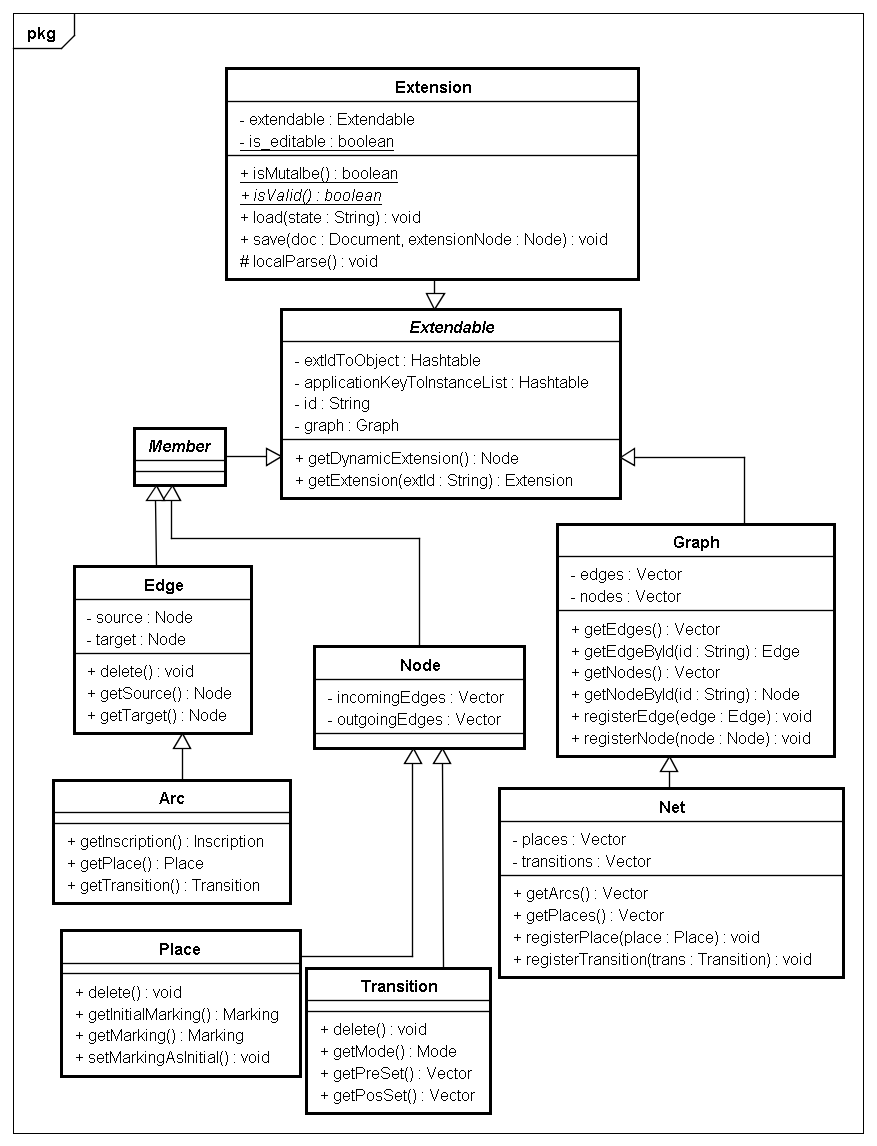 pkg
Extension
- extendable : Extendable
- is_editable : boolean
+ isMutalbe() : boolean
+ isValid() : boolean
+ load(state : String) : void
+ save(doc : Document, extensionNode : Node) : void
# localParse() : void
Extendable
- extIdToObject : Hashtable
- applicationKeyToInstanceList : Hashtable
- id : String
- graph : Graph
+ getDynamicExtension() : Node
+ getExtension(extId : String) : Extension
Member
Graph
- edges : Vector
- nodes : Vector
+ getEdges() : Vector
+ getEdgeById(id : String) : Edge
+ getNodes() : Vector
+ getNodeById(id : String) : Node
+ registerEdge(edge : Edge) : void
+ registerNode(node : Node) : void
Edge
- source : Node
- target : Node
+ delete() : void
+ getSource() : Node
+ getTarget() : Node
Node
- incomingEdges : Vector
- outgoingEdges : Vector
Arc
+ getInscription() : Inscription
+ getPlace() : Place
+ getTransition() : Transition
Net
- places : Vector
- transitions : Vector
+ getArcs() : Vector
+ getPlaces() : Vector
+ registerPlace(place : Place) : void
+ registerTransition(trans : Transition) : void
Place
+ delete() : void
+ getInitialMarking() : Marking
+ getMarking() : Marking
+ setMarkingAsInitial() : void
Transition
+ delete() : void
+ getMode() : Mode
+ getPreSet() : Vector
+ getPosSet() : Vector